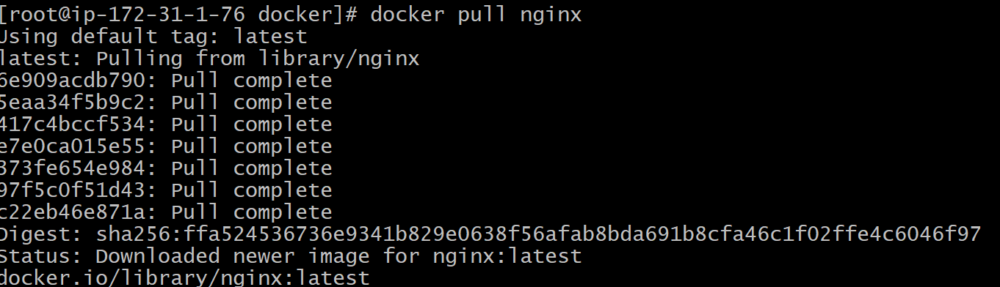 [root@ip-172-31-1-76 docker]# docker pull nginx
Using default tag: latest
latest: Pulling from library/nginx
6e909acdb790: Pull complete
5eaa34f5b9c2: Pull complete
417c4bccf534: Pull complete
e7e0ca015e55: Pull complete
373fe654e984: Pull complete
97f5c0f51d43: Pull complete
c22eb46e871a: Pull complete
Digest: sha256:ffa524536736e9341b829e0638f56afab8bda691b8cfa46c1f02ffe4c6046f97
Status: Downloaded newer image for nginx:latest
docker.io/library/nginx:latest